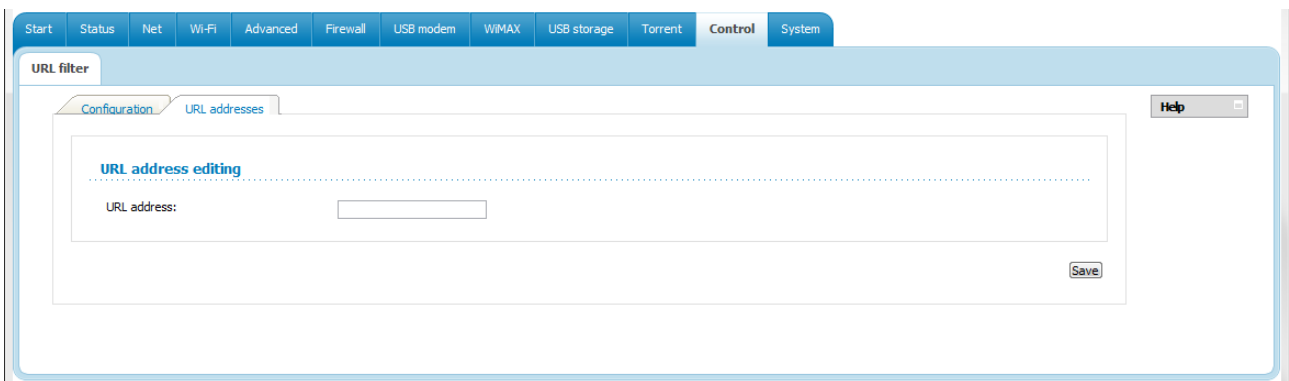 Start Status Net Wi-Fi Advanced Firewall USB modem WiMAX USB storage Torrent Control System
URL filter
Configuration URL addresses
Help
URL address editing
URL address:
Save